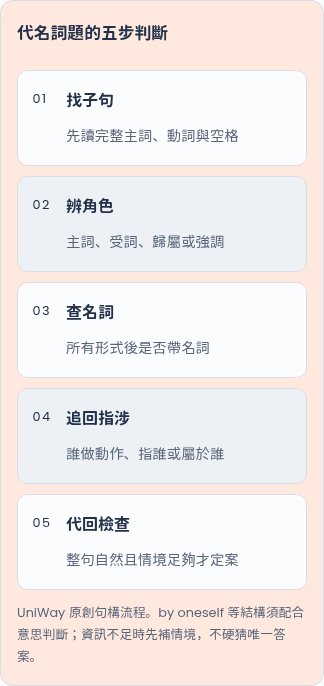 代名詞題的五步判斷
01 找子句
先讀完整主詞、動詞與空格
02 辨角色
主詞、受詞、歸屬或強調
03 查名詞
所有形式後是否帶名詞
04 追回指涉
誰做動作、指誰或屬於誰
05 代回檢查
整句自然且情境足夠才定案
UniWay 原創句構流程。by oneself 等結構須配合
意思判斷；資訊不足時先補情境，不硬猜唯一答
案。